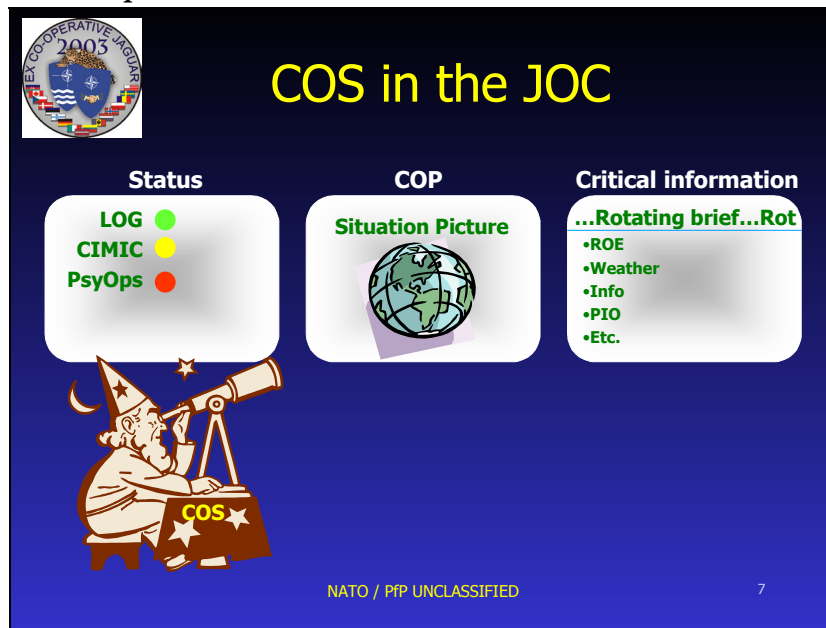 EX CO-OPERATIVE JAGUAR
2003
COS in the JOC
Status
LOG
CIMIC
PsyOps
COP
Situation Picture
Critical information
...Rotating brief...Rot
•ROE
•Weather
•Info
•PIO
•Etc.
COS
NATO / PfP UNCLASSIFIED
7